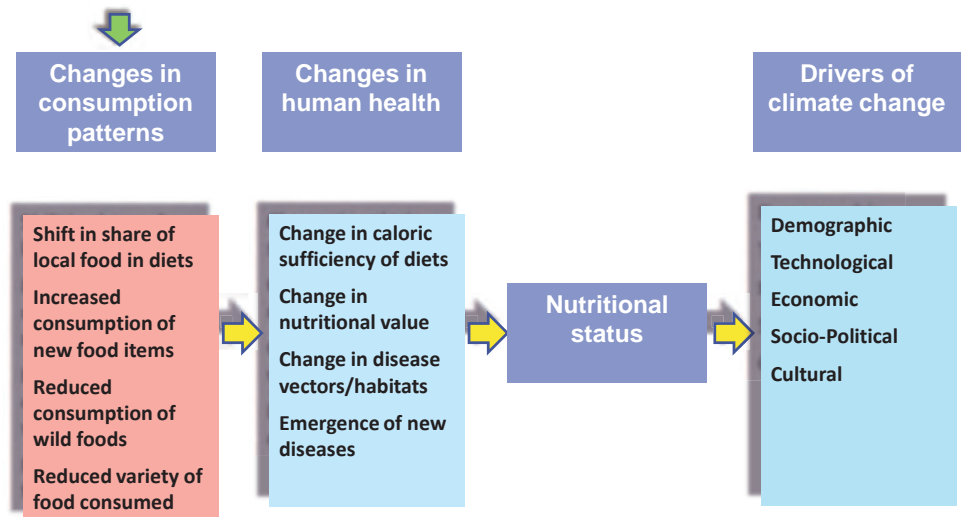 Changes in
consumption
patterns
Changes in
human health
Drivers of
climate change
Shift in share of
local food in diets
Increased
consumption of
new food items
Reduced
consumption of
wild foods
Reduced variety of
food consumed
Change in caloric
sufficiency of diets
Change in
nutritional value
Change in disease
vectors/habitats
Emergence of new
diseases
Nutritional
status
Demographic
Technological
Economic
Socio-Political
Cultural